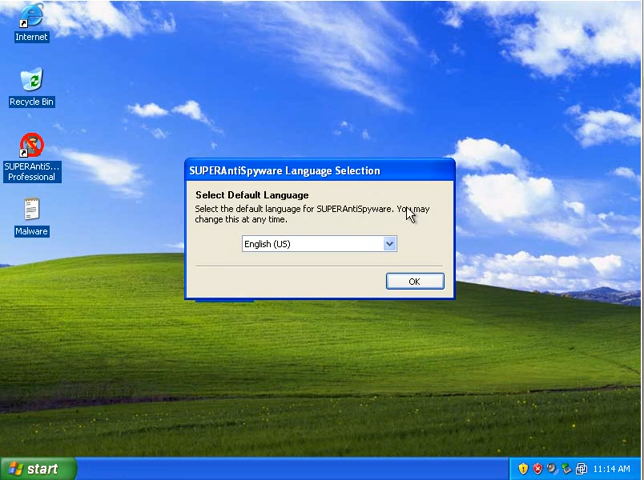 Internet
Recycle Bin
SUPERAntiS...
Professional
Malware
SUPERAntiSpyware Language Selection
Select Default Language
Select the default language for SUPERAntiSpyware. You may
change this at any time.
English (US)
OK
start
11:14 AM